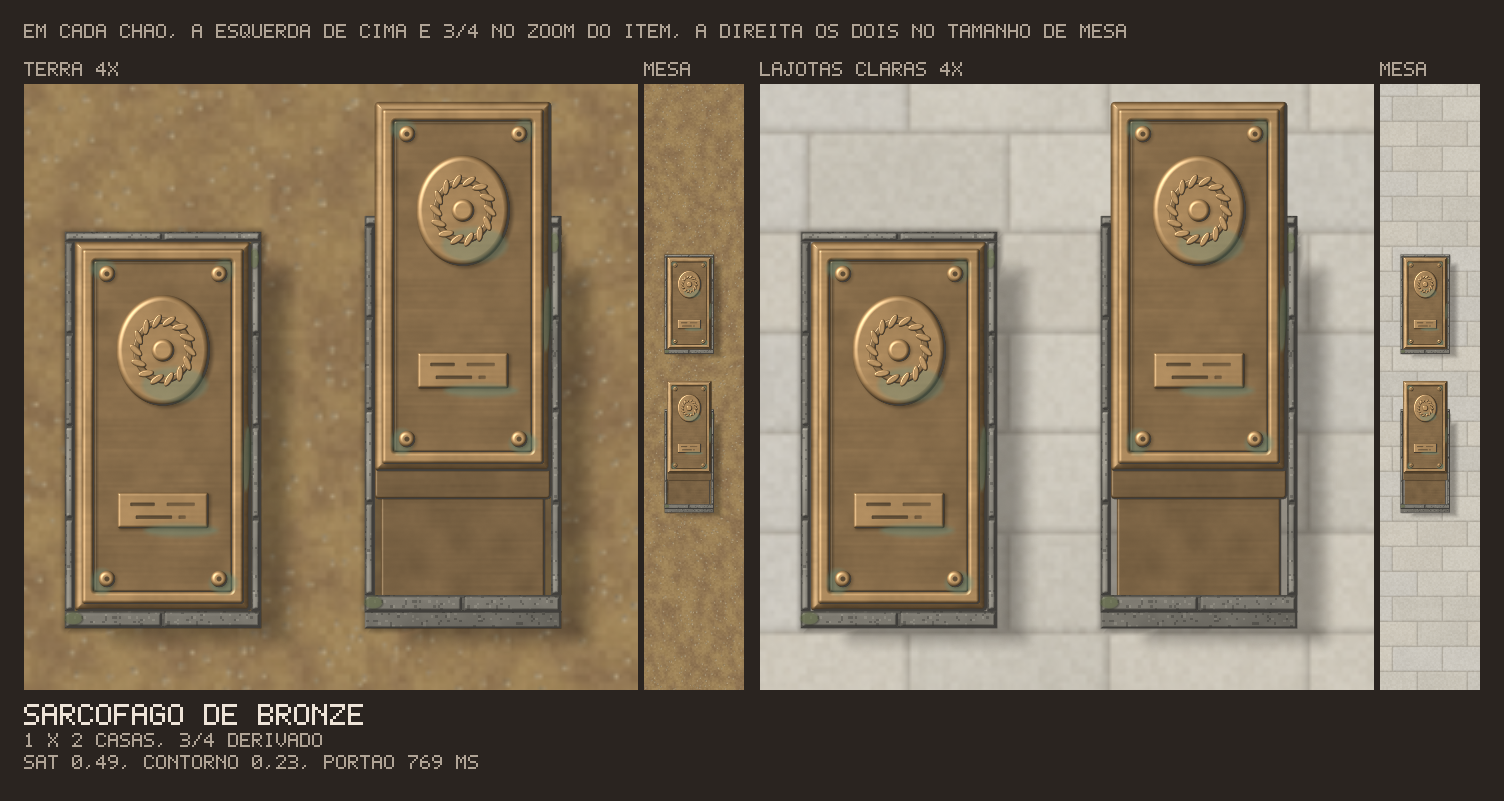 EM CADA CHAO, A ESQUERDA DE CIMA E 3/4 NO ZOOM DO ITEM, A DIREITA OS DOIS NO TAMANHO DE MESA
TERRA 4X
MESA
LAJOTAS CLARAS 4X
MESA
SARCOFAGO DE BRONZE
1 X 2 CASAS, 3/4 DERIVADO
SAT 0,49, CONTORNO 0,23, PORTAO 769 MS